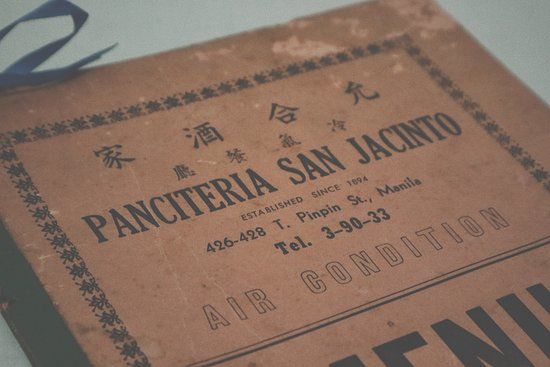 允合酒家
冷氣餐廳
PANCITERIA SAN JACINTO
ESTABLISHED SINCE 1894
426-428 T. Pinpin St., Manila
Tel. 3-90-33
AIR CONDITION
MENU